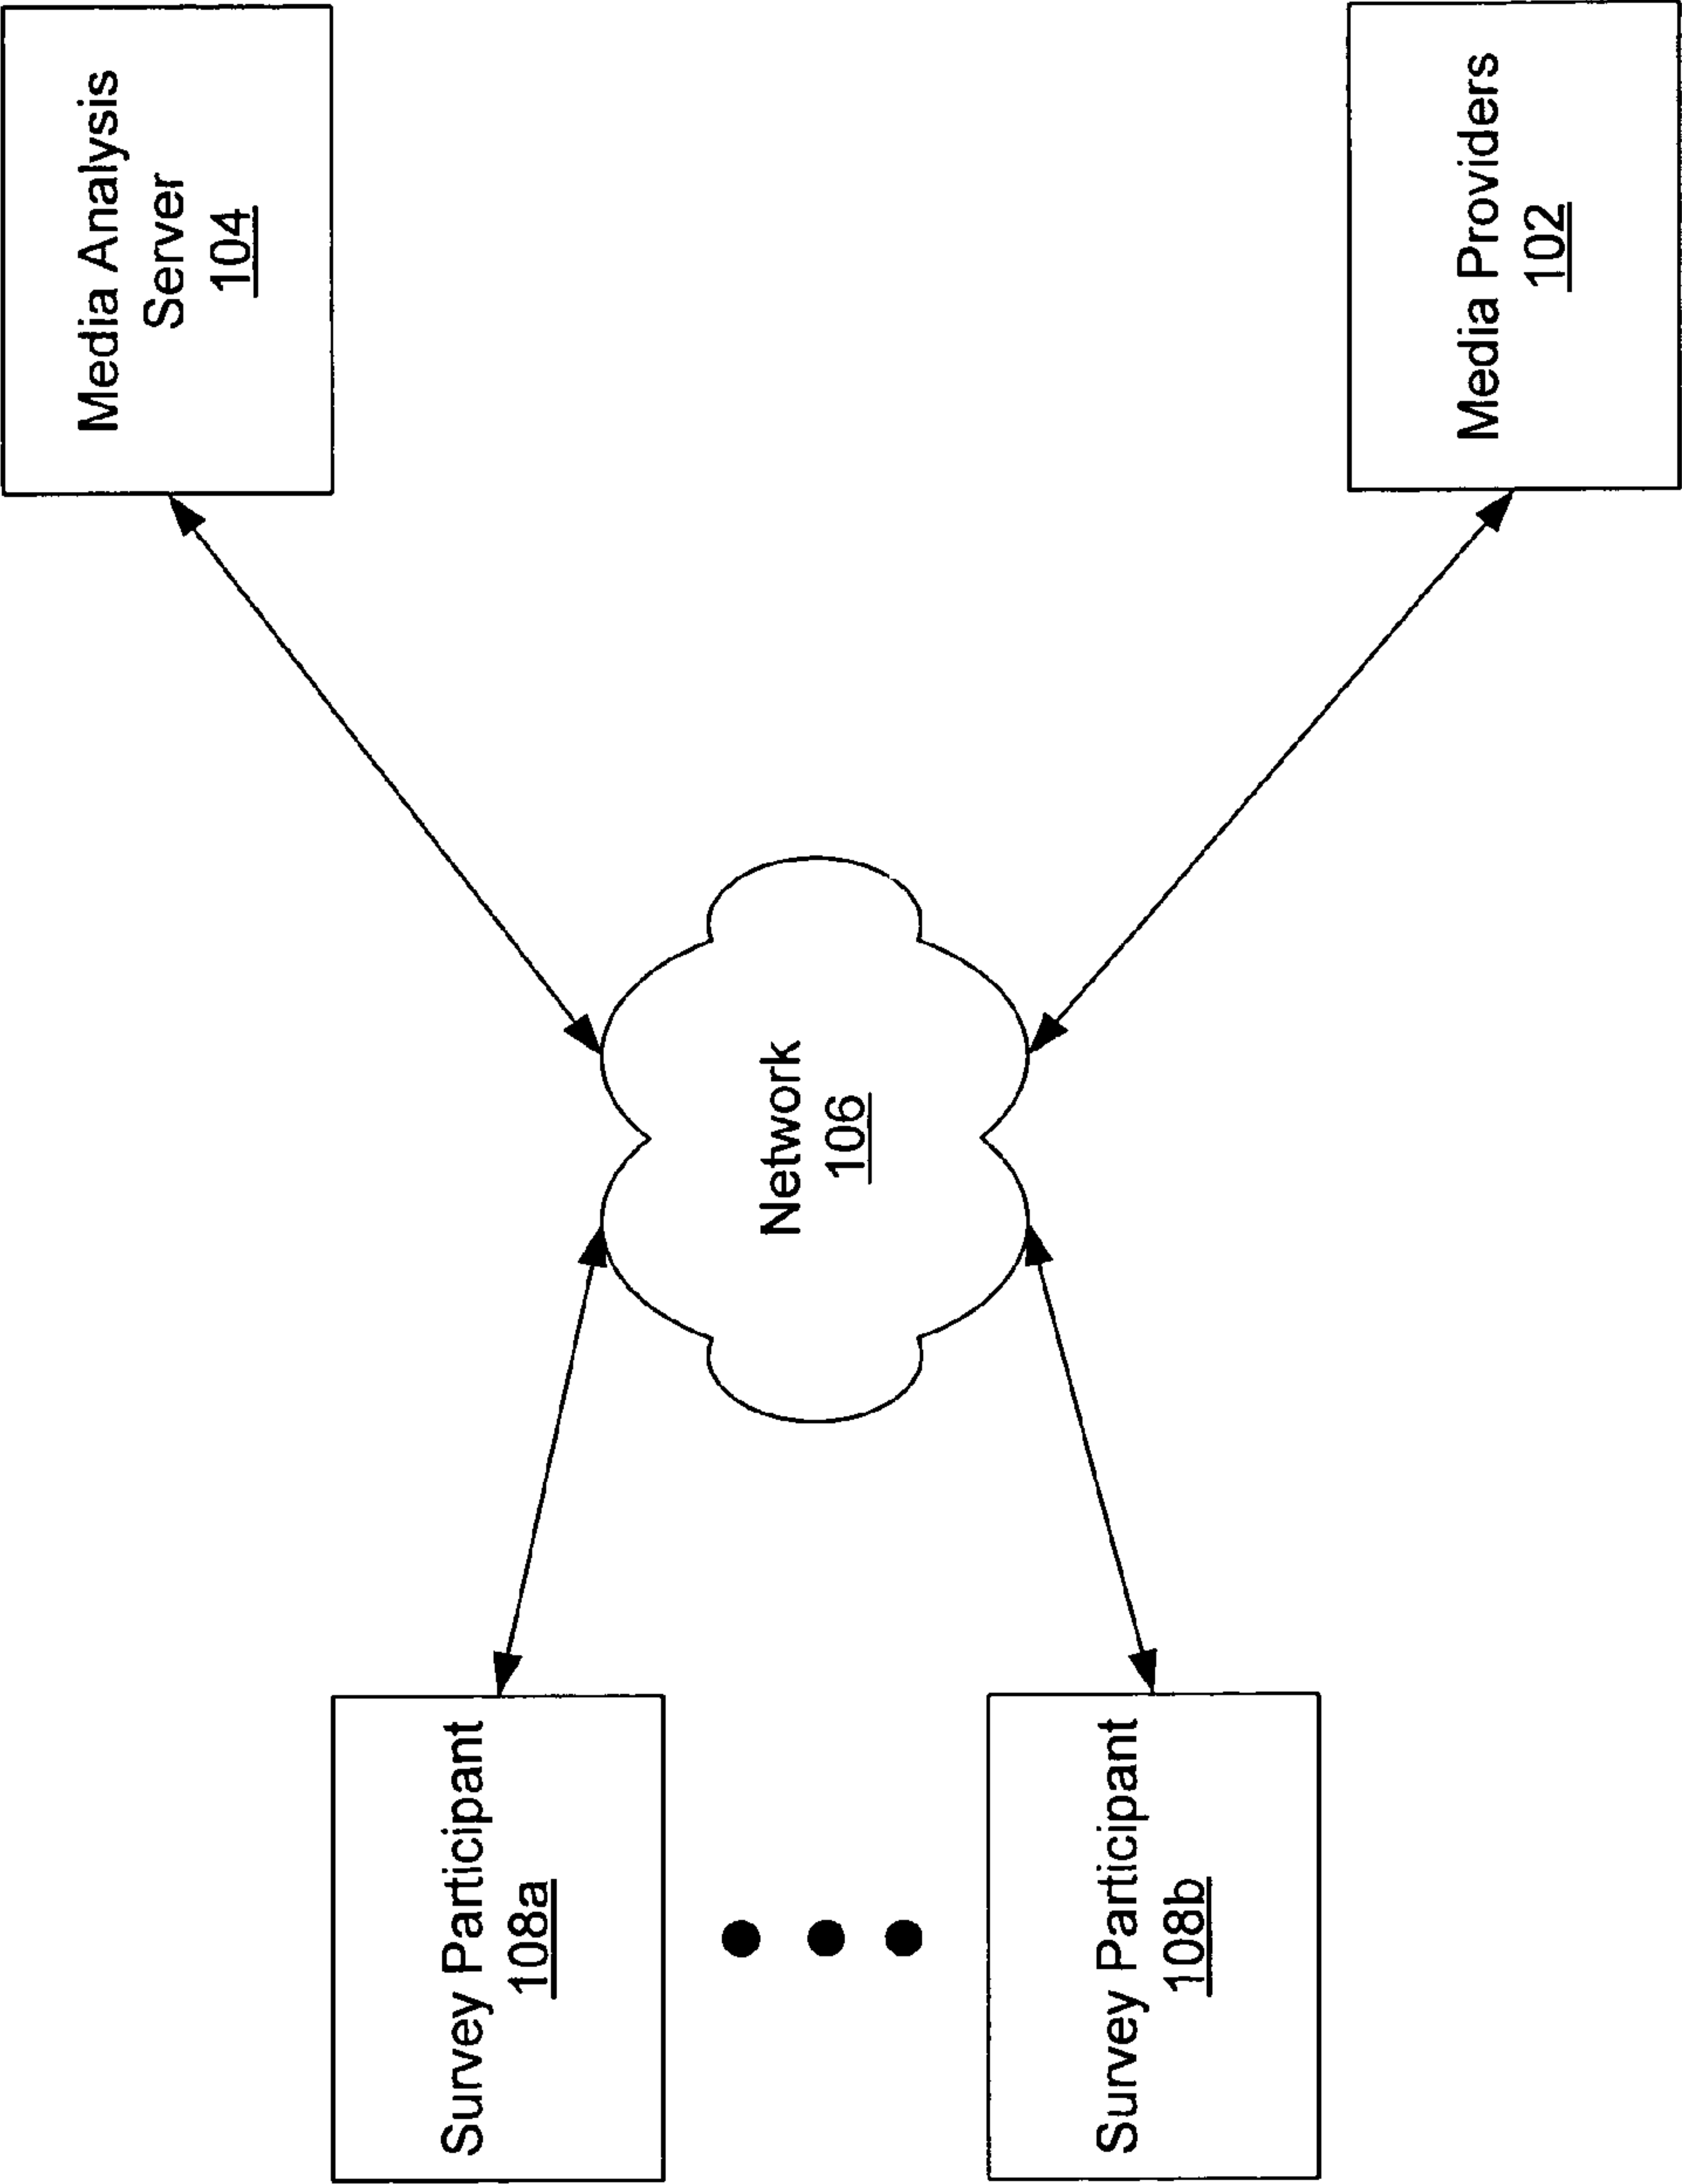 Media Analysis
Server
104
Media Providers
102
Network
106
Survey Participant
108a
Survey Participant
108b